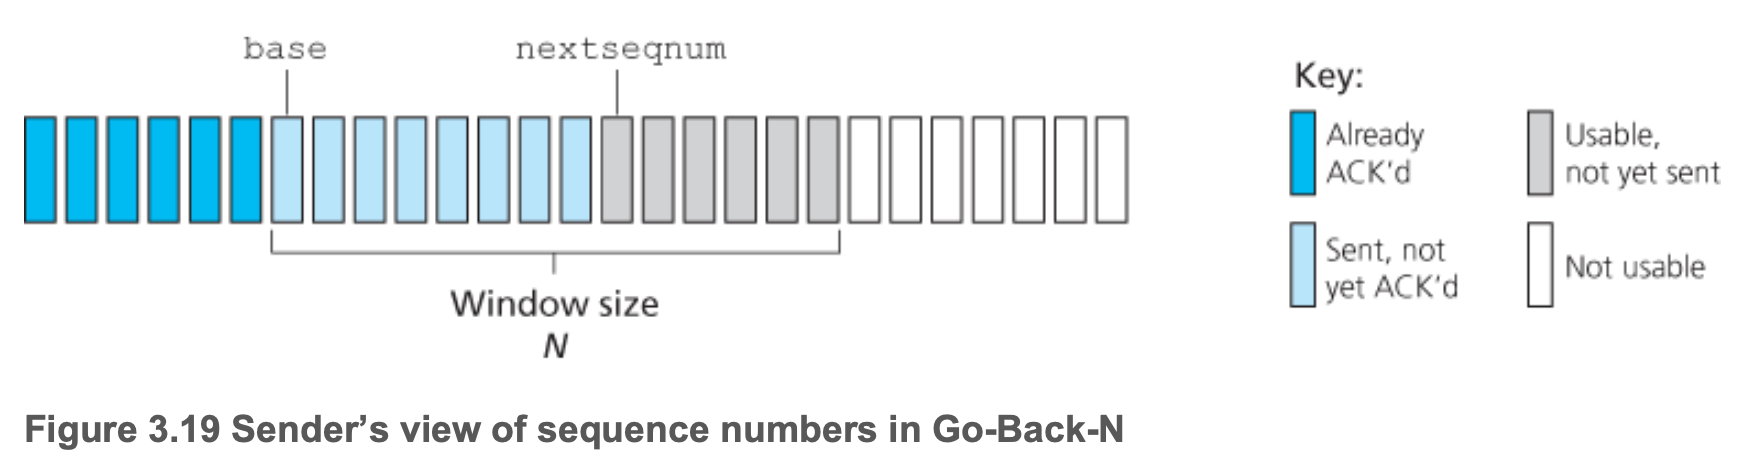 base
nextseqnum
Window size
N
Key:
Already
ACK’d
Usable,
not yet sent
Sent, not
yet ACK’d
Not usable
Figure 3.19 Sender’s view of sequence numbers in Go-Back-N